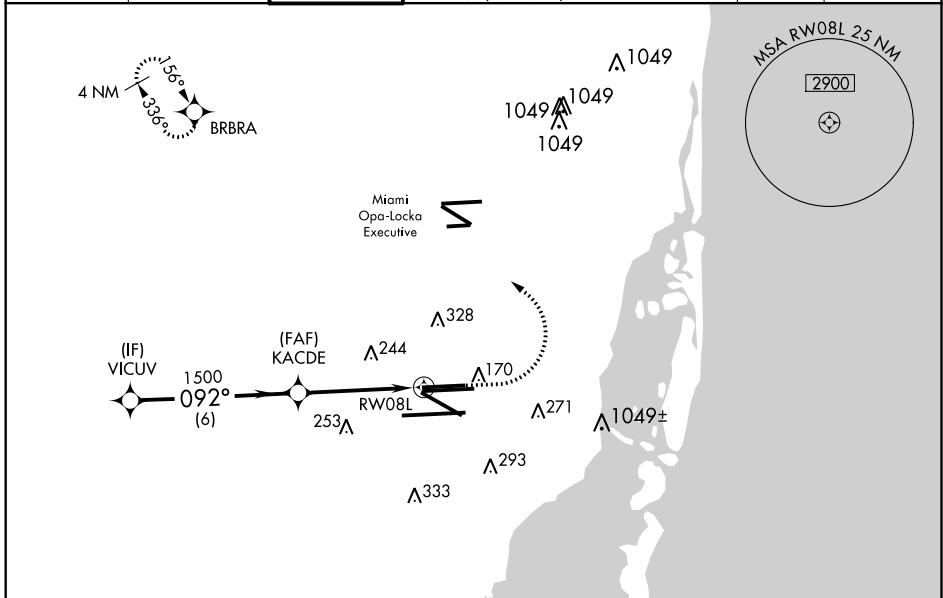 MSA RW08L 25 NM
2900
1049
1049
1049
1049
156°
4 NM
336°
BRBRA
Miami
Opa-Locka
Executive
328
(FAF)
KACDE
244
(IF)
VICUV
170
1500
092°
(6)
RW08L
253
271
1049±
293
333